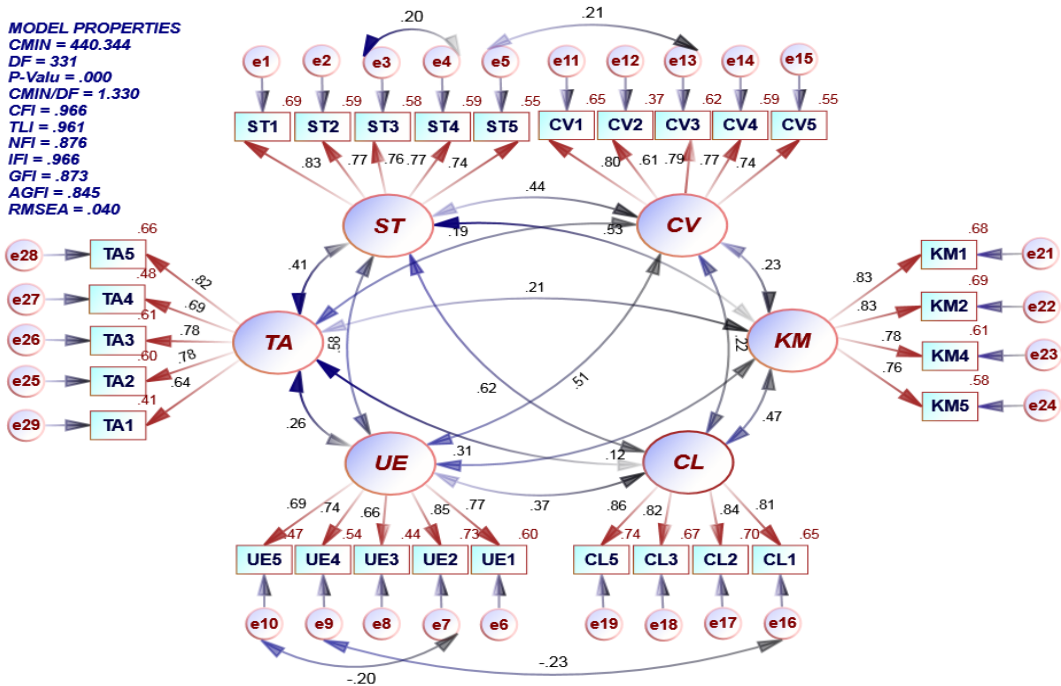 MODEL PROPERTIES
CMIN = 440.344
DF = 331
P-Valu = .000
CMIN/DF = 1.330
CFI = .966
TLI = .961
NFI = .876
IFI = .966
GFI = .873
AGFI = .845
RMSEA = .040
.20
.21
e1 e2 e3 e4 e5 e11 e12 e13 e14 e15
.69 .59 .58 .59 .55 .65 .37 .62 .59 .55
ST1 ST2 ST3 ST4 ST5 CV1 CV2 CV3 CV4 CV5
.83 .77 .76 .77 .74 .80 .61 .79 .77 .74
.44
ST CV
.19 .53
.66 .68
e28 TA5 KM1 e21
.41 .23
.48 .82 .83 .69
e27 TA4 KM2 e22
.69 .21 .83
.61 .61
e26 TA3 .78 TA .58 .22 KM .78 KM4 e23
.60 .78 .76 .58
e25 TA2 .64 .62 .51 KM5 e24
.41
e29 TA1 .26 .47
.31 .12
UE CL
.37
.69 .74 .66 .85 .77 .86 .82 .84 .81
.47 .54 .44 .73 .60 .74 .67 .70 .65
UE5 UE4 UE3 UE2 UE1 CL5 CL3 CL2 CL1
e10 e9 e8 e7 e6 e19 e18 e17 e16
-.23
-.20